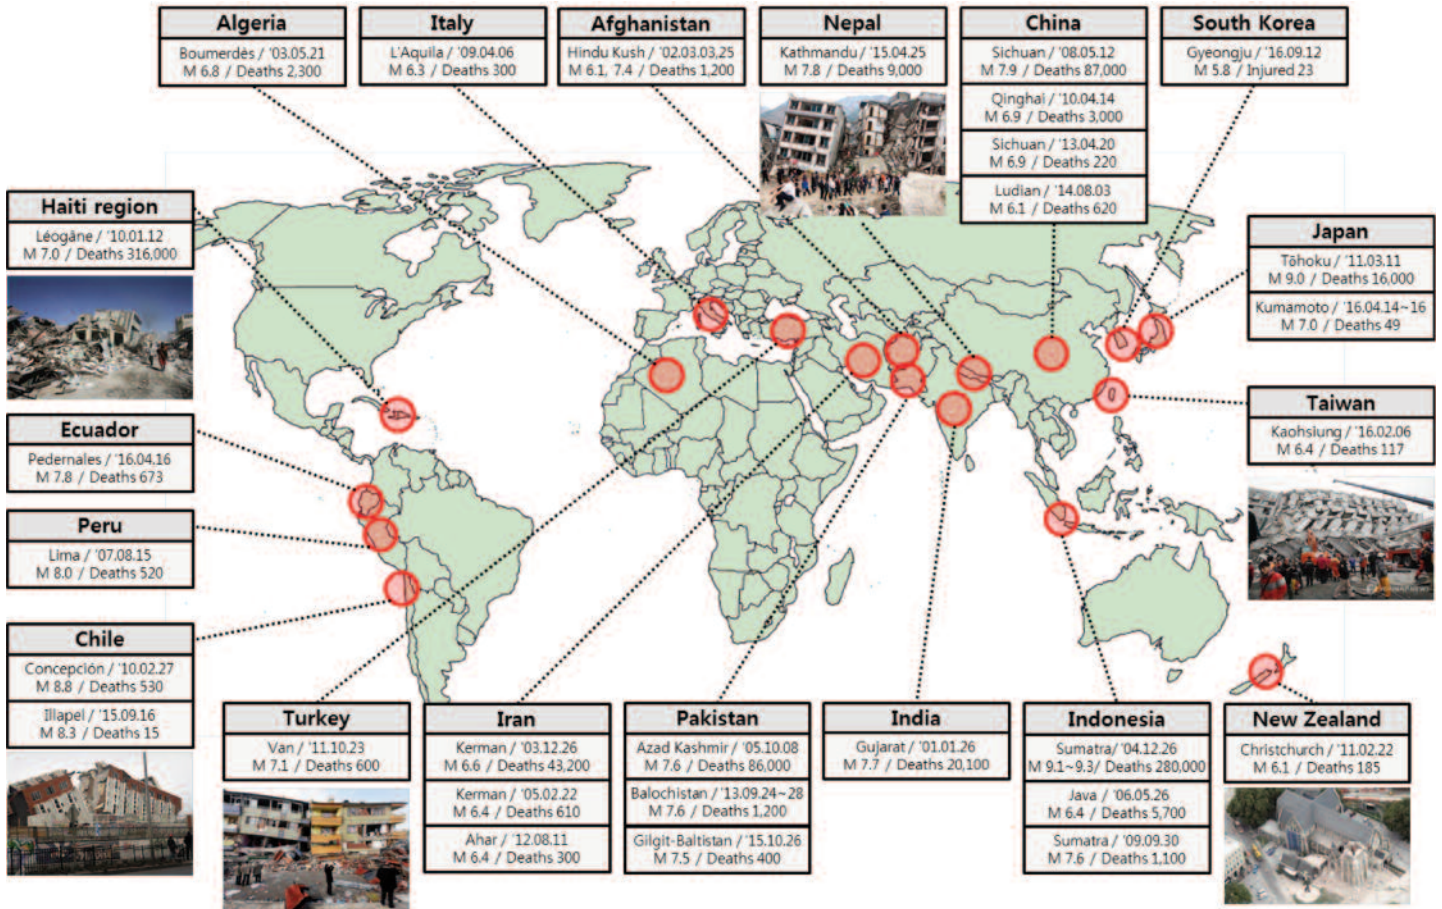 Algeria
Boumerdès / '03.05.21
M 6.8 / Deaths 2,300
Italy
L'Aquila / '09.04.06
M 6.3 / Deaths 300
Afghanistan
Hindu Kush / '02.03.03,25
M 6.1, 7.4 / Deaths 1,200
Nepal
Kathmandu / '15.04.25
M 7.8 / Deaths 9,000
China
Sichuan / '08.05.12
M 7.9 / Deaths 87,000
Qinghai / '10.04.14
M 6.9 / Deaths 3,000
Sichuan / '13.04.20
M 6.9 / Deaths 220
Ludian / '14.08.03
M 6.1 / Deaths 620
South Korea
Gyeongju / '16.09.12
M 5.8 / Injured 23
Haiti region
Léogâne / '10.01.12
M 7.0 / Deaths 316,000
Japan
Tōhoku / '11.03.11
M 9.0 / Deaths 16,000
Kumamoto / '16.04.14~16
M 7.0 / Deaths 49
Ecuador
Pedernales / '16.04.16
M 7.8 / Deaths 673
Taiwan
Kaohsiung / '16.02.06
M 6.4 / Deaths 117
Peru
Lima / '07.08.15
M 8.0 / Deaths 520
Chile
Concepción / '10.02.27
M 8.8 / Deaths 530
Illapel / '15.09.16
M 8.3 / Deaths 15
Turkey
Van / '11.10.23
M 7.1 / Deaths 600
Iran
Kerman / '03.12.26
M 6.6 / Deaths 43,200
Kerman / '05.02.22
M 6.4 / Deaths 610
Ahar / '12.08.11
M 6.4 / Deaths 300
Pakistan
Azad Kashmir / '05.10.08
M 7.6 / Deaths 86,000
Balochistan / '13.09.24~28
M 7.6 / Deaths 1,200
Gilgit-Baltistan / '15.10.26
M 7.5 / Deaths 400
India
Gujarat / '01.01.26
M 7.7 / Deaths 20,100
Indonesia
Sumatra/ '04.12.26
M 9.1~9.3/ Deaths 280,000
Java / '06.05.26
M 6.4 / Deaths 5,700
Sumatra / '09.09.30
M 7.6 / Deaths 1,100
New Zealand
Christchurch / '11.02.22
M 6.1 / Deaths 185